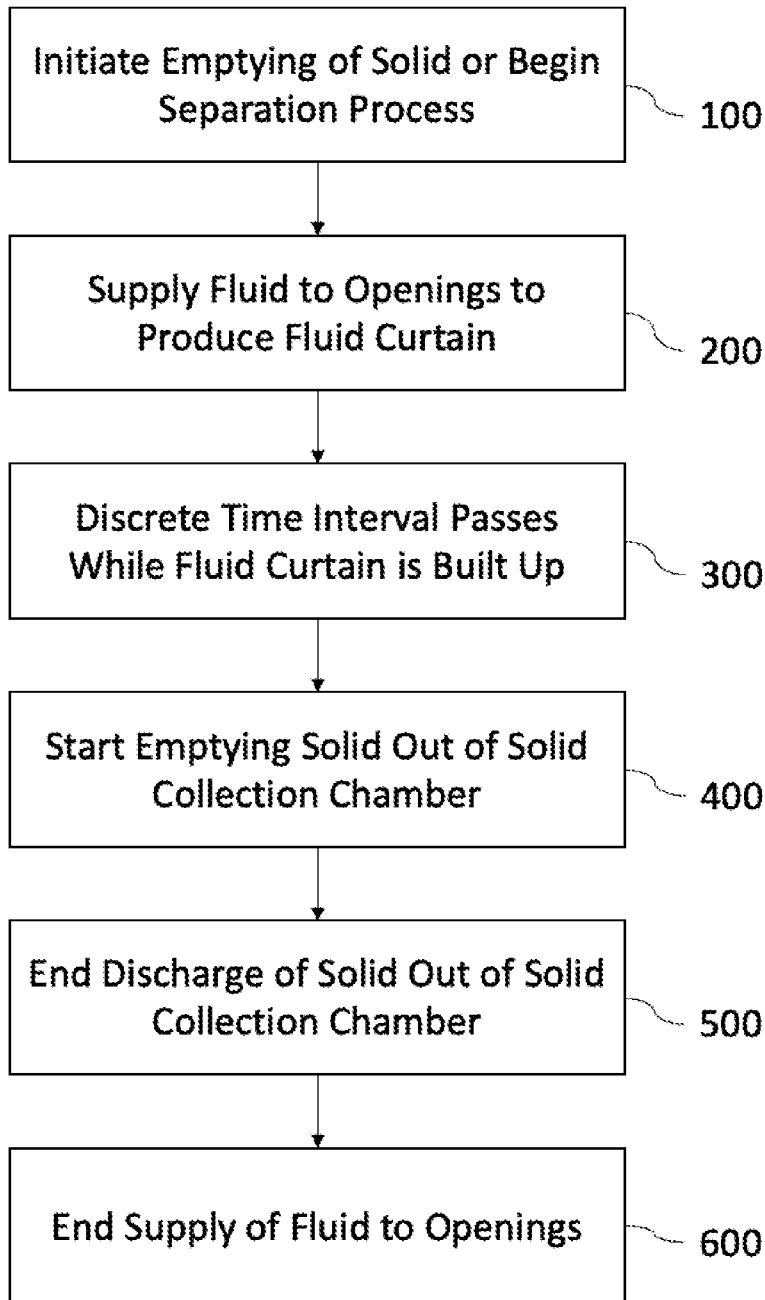 Initiate Emptying of Solid or Begin
Separation Process
100
Supply Fluid to Openings to
Produce Fluid Curtain
200
Discrete Time Interval Passes
While Fluid Curtain is Built Up
300
Start Emptying Solid Out of Solid
Collection Chamber
400
End Discharge of Solid Out of Solid
Collection Chamber
500
End Supply of Fluid to Openings
600